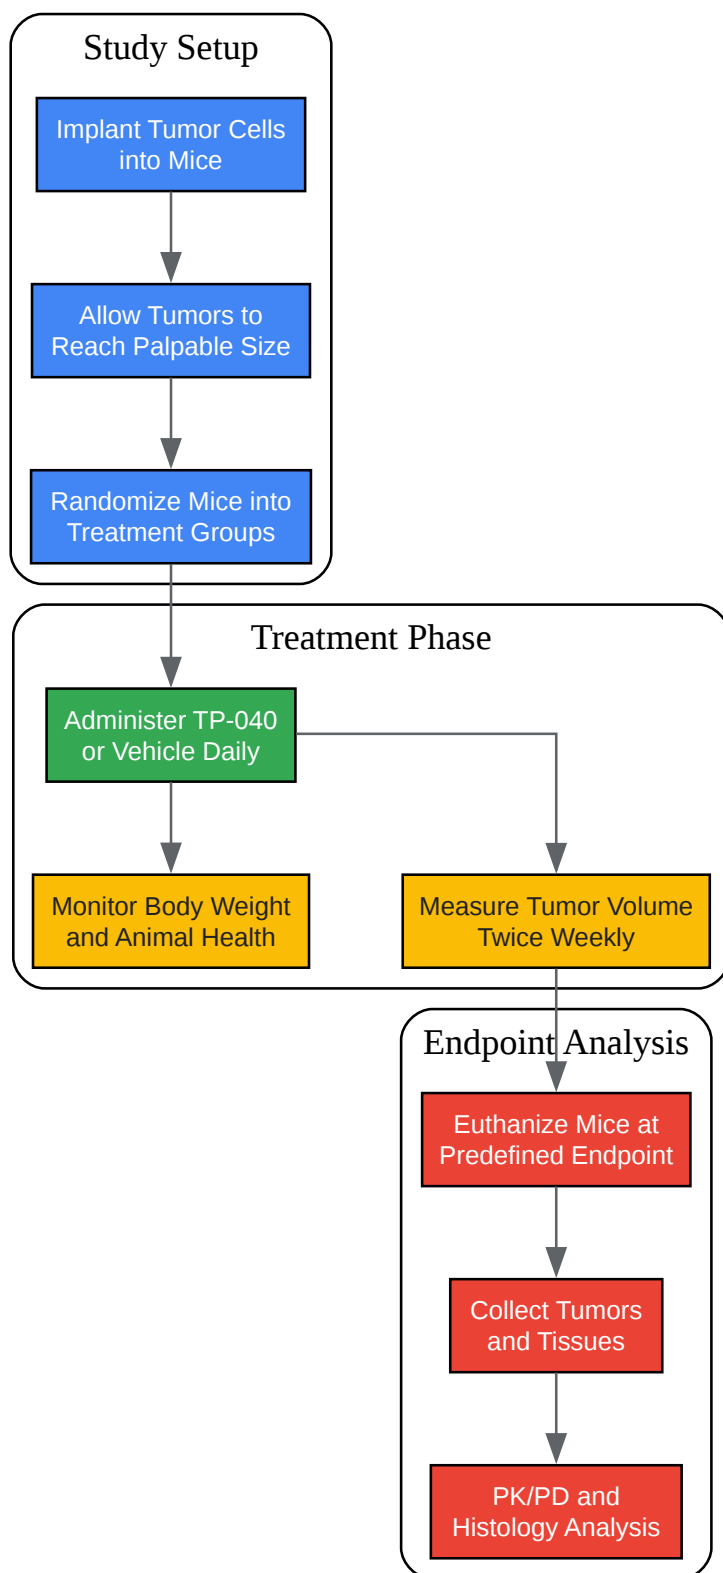 Study Setup
Implant Tumor Cells
into Mice
Allow Tumors to
Reach Palpable Size
Randomize Mice into
Treatment Groups
Treatment Phase
Administer TP-040
or Vehicle Daily
Monitor Body Weight
and Animal Health
Measure Tumor Volume
Twice Weekly
Endpoint Analysis
Euthanize Mice at
Predefined Endpoint
Collect Tumors
and Tissues
PK/PD and
Histology Analysis